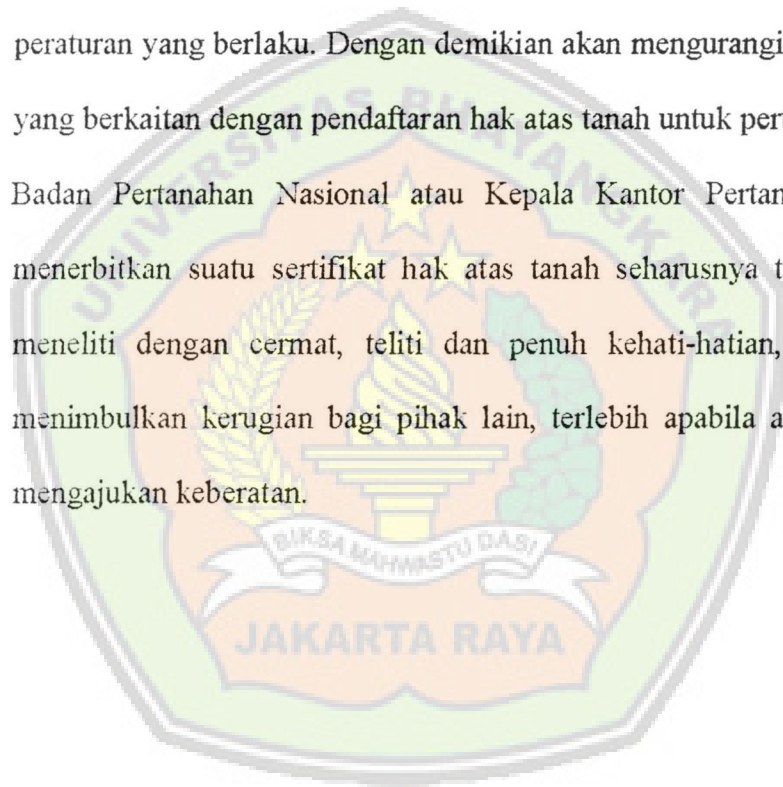 peraturan yang berlaku. Dengan demikian akan mengurangi
yang berkaitan dengan pendaftaran hak atas tanah untuk
Badan Pertanahan Nasional atau Kepala Kantor
menerbitkan suatu sertifikat hak atas tanah seharusnya
meneliti dengan cermat, teliti dan penuh kehati-hatian,
menimbulkan kerugian bagi pihak lain, terlebih apabila
mengajukan keberatan.
UNIVERSITAS BHAYANGKARA
BIKSA MAHWASTU DASI
JAKARTA RAYA